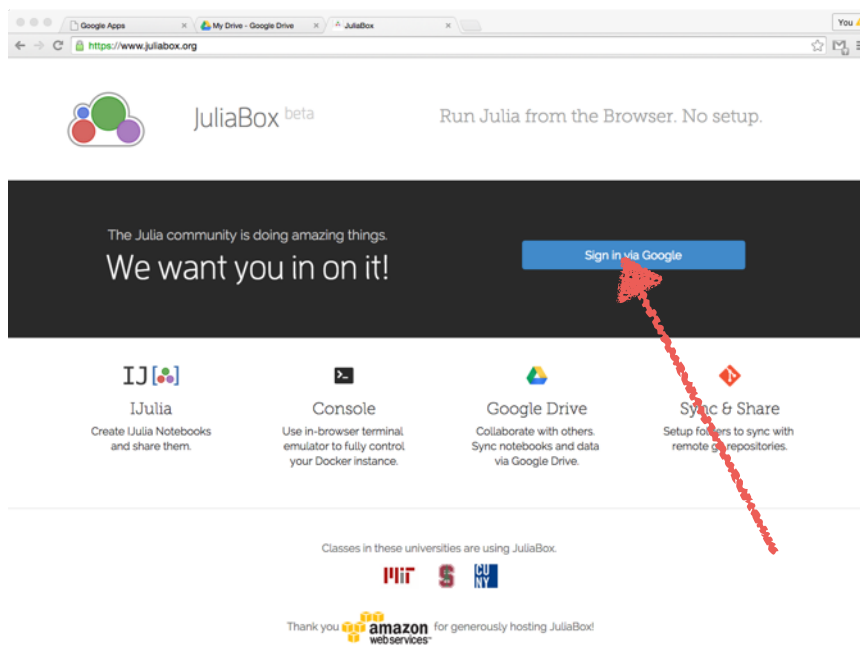 Google Apps
My Drive - Google Drive
JuliaBox
You
https://www.juliabox.org
JuliaBox beta
Run Julia from the Browser. No setup.
The Julia community is doing amazing things.
We want you in on it!
Sign in via Google
IJ[]
IJulia
Create IJulia Notebooks
and share them.
Console
Use in-browser terminal
emulator to fully control
your Docker instance.
Google Drive
Collaborate with others.
Sync notebooks and data
via Google Drive.
Sync & Share
Setup folders to sync with
remote git repositories.
Classes in these universities are using JuliaBox.
MIT
S
CU
NY
Thank you amazon web services™ for generously hosting JuliaBox!